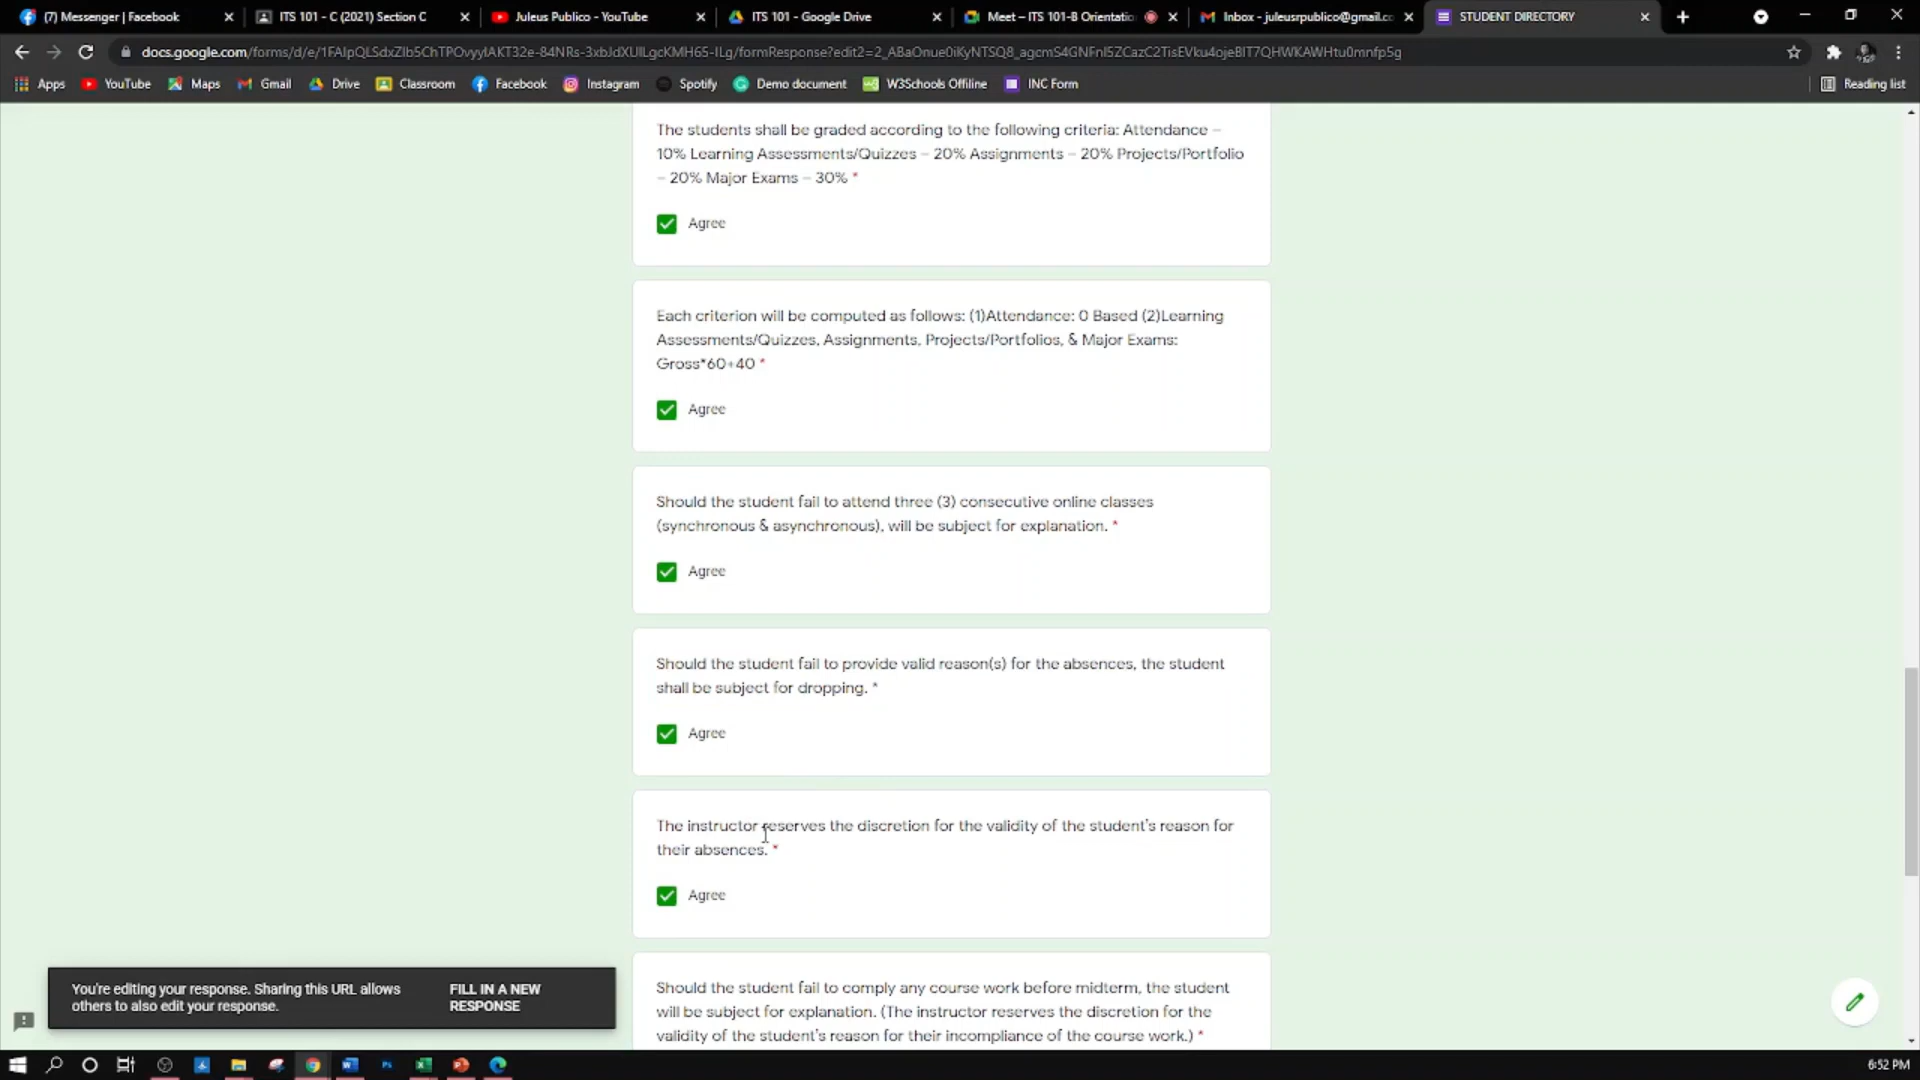 (7) Messenger | Facebook
ITS 101 - C (2021) Section C
Juleus Publico - YouTube
ITS 101 - Google Drive
Meet – ITS 101-B Orientatio
Inbox - juleusrpublico@gmail.co
STUDENT DIRECTORY
docs.google.com/forms/d/e/
Apps
YouTube
Maps
Gmail
Drive
Classroom
Facebook
Instagram
Spotify
Demo document
W3Schools Offline
INC Form
Reading list
The students shall be graded according to the following criteria: Attendance –
10% Learning Assessments/Quizzes – 20% Assignments – 20% Projects/Portfolio
– 20% Major Exams – 30% *
Agree
Each criterion will be computed as follows: (1)Attendance: 0 Based (2)Learning
Assessments/Quizzes, Assignments, Projects/Portfolios, & Major Exams:
Gross*60+40 *
Agree
Should the student fail to attend three (3) consecutive online classes
(synchronous & asynchronous), will be subject for explanation. *
Agree
Should the student fail to provide valid reason(s) for the absences, the student
shall be subject for dropping. *
Agree
The instructor reserves the discretion for the validity of the student's reason for
their absences. *
Agree
Should the student fail to comply any course work before midterm, the student
will be subject for explanation. (The instructor reserves the discretion for the
validity of the student's reason for their incompliance of the course work.) *
You're editing your response. Sharing this URL allows
others to also edit your response.
FILL IN A NEW
RESPONSE
6:52 PM